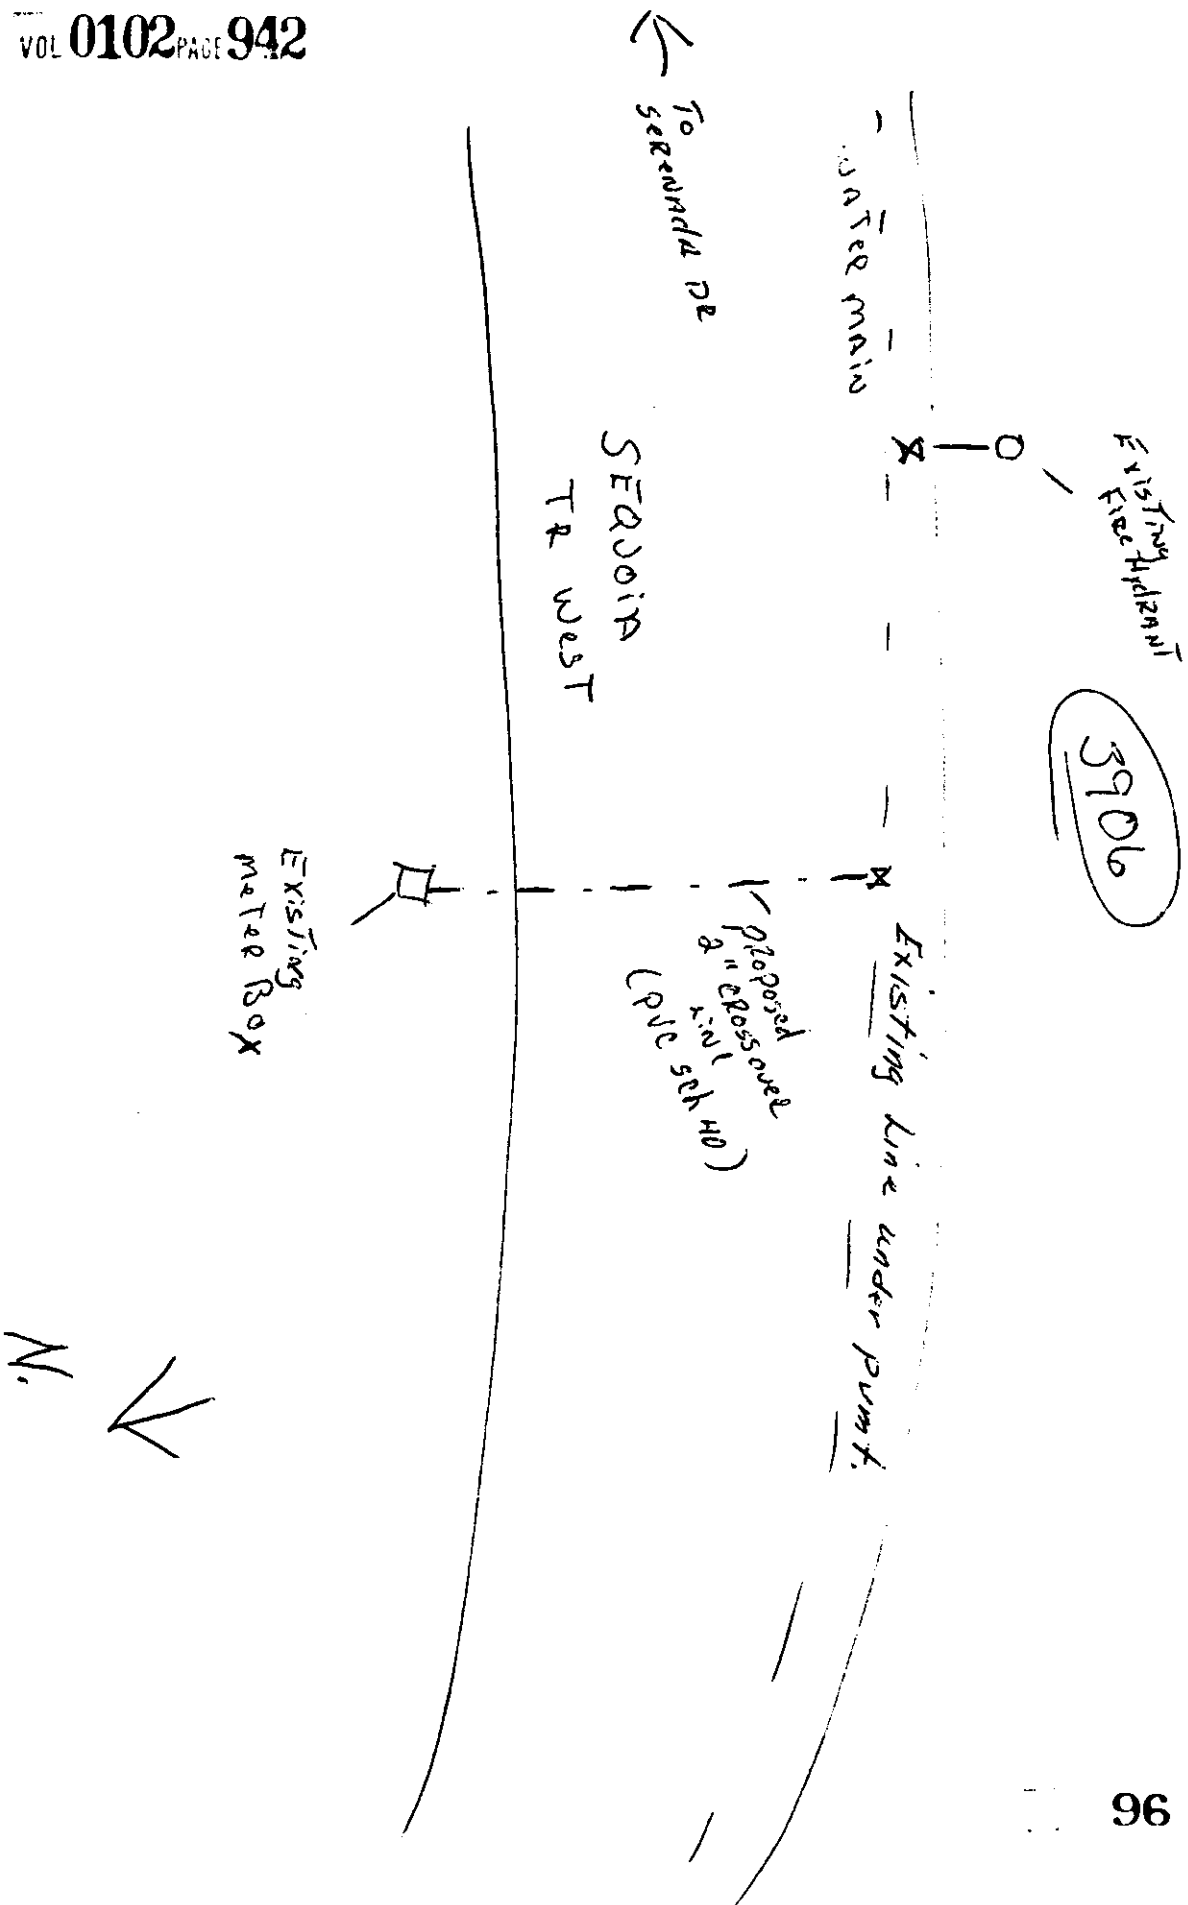 VOL 0102 PAGE 942
To
SERENADA DR
WATER MAIN
EXISTING
FIRE HYDRANT
3906
SEQUOIA
TR WEST
Existing Line under pvmt.
proposed
2" CROSSOVER
LINE
(PVC SCH 40)
EXISTING
METER BOX
N.
96